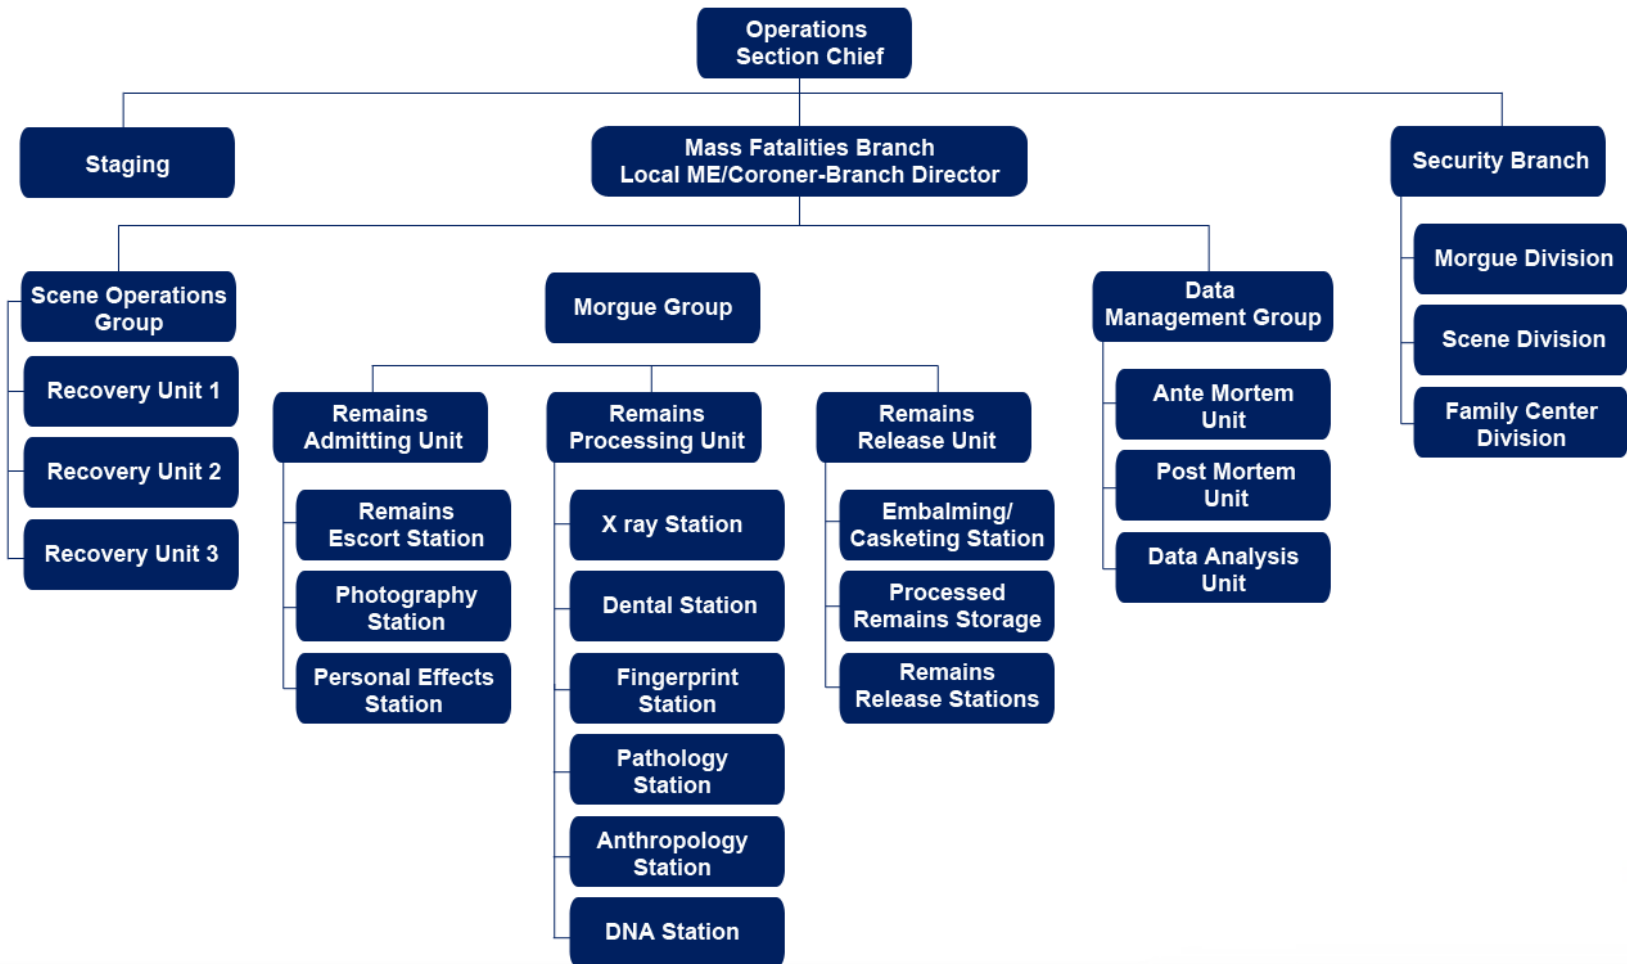 Operations
Section Chief
Staging
Mass Fatalities Branch
Local ME/Coroner-Branch Director
Security Branch
Scene Operations
Group
Recovery Unit 1
Recovery Unit 2
Recovery Unit 3
Morgue Group
Remains
Admitting Unit
Remains
Escort Station
Photography
Station
Personal Effects
Station
Remains
Processing Unit
X ray Station
Dental Station
Fingerprint
Station
Pathology
Station
Anthropology
Station
DNA Station
Remains
Release Unit
Embalming/
Casketing Station
Processed
Remains Storage
Remains
Release Stations
Data
Management Group
Ante Mortem
Unit
Post Mortem
Unit
Data Analysis
Unit
Morgue Division
Scene Division
Family Center
Division